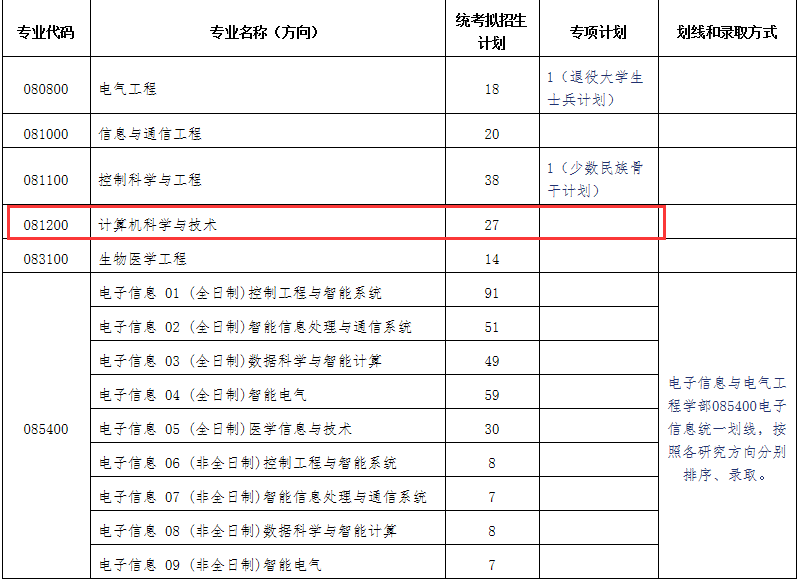 专业代码 专业名称（方向） 统考拟招生计划 专项计划 划线和录取方式
080800 电气工程 18 1（退役大学生士兵计划）
081000 信息与通信工程 20
081100 控制科学与工程 38 1（少数民族骨干计划）
081200 计算机科学与技术 27
083100 生物医学工程 14
085400
电子信息 01 (全日制)控制工程与智能系统 91
电子信息 02 (全日制)智能信息处理与通信系统 51
电子信息 03 (全日制)数据科学与智能计算 49
电子信息 04 (全日制)智能电气 59
电子信息 05 (全日制)医学信息与技术 30
电子信息 06 (非全日制)控制工程与智能系统 8
电子信息 07 (非全日制)智能信息处理与通信系统 7
电子信息 08 (非全日制)数据科学与智能计算 8
电子信息 09 (非全日制)智能电气 7
电子信息与电气工
程学部085400电子
信息统一划线，按
照各研究方向分别
排序、录取。